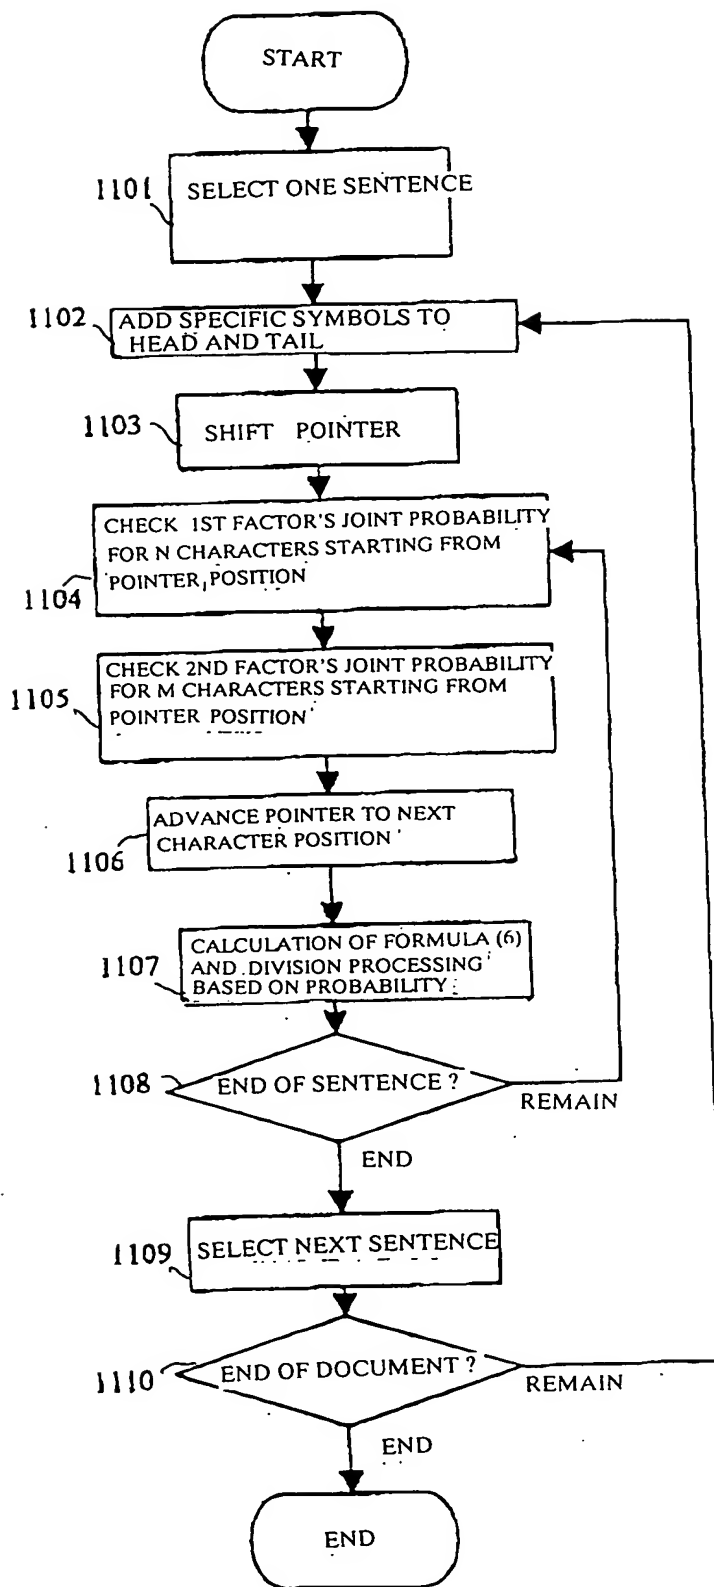 START
1101
SELECT ONE SENTENCE
1102
ADD SPECIFIC SYMBOLS TO
HEAD AND TAIL
1103
SHIFT POINTER
CHECK 1ST FACTOR'S JOINT PROBABILITY
FOR N CHARACTERS STARTING FROM
POINTER POSITION
1104
CHECK 2ND FACTOR'S JOINT PROBABILITY
FOR M CHARACTERS STARTING FROM
POINTER POSITION
1105
ADVANCE POINTER TO NEXT
CHARACTER POSITION
1106
CALCULATION OF FORMULA (6)
AND DIVISION PROCESSING
BASED ON PROBABILITY
1107
1108
END OF SENTENCE ?
REMAIN
END
1109
SELECT NEXT SENTENCE
1110
END OF DOCUMENT ?
REMAIN
END
END